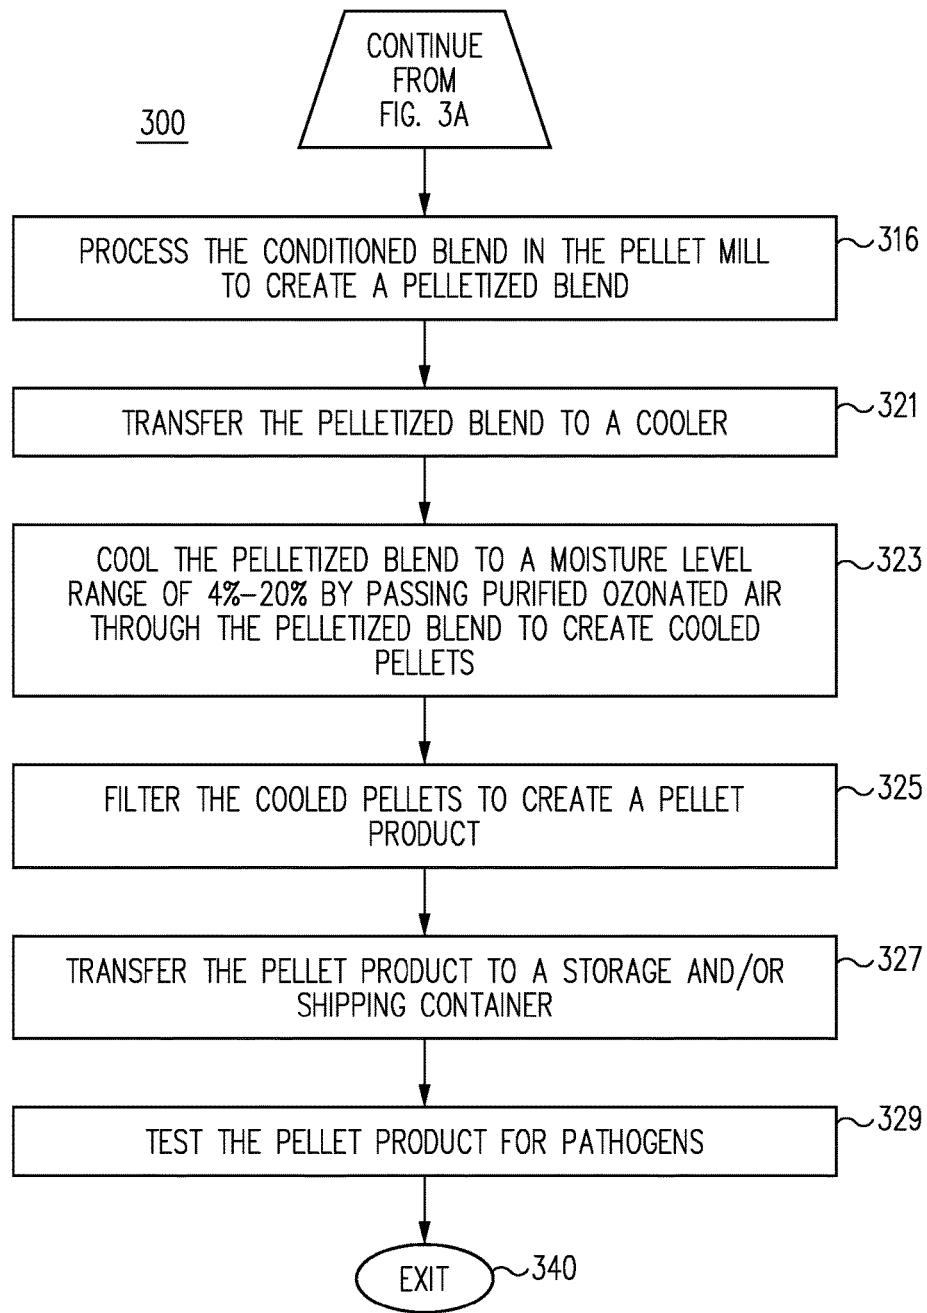 CONTINUE
FROM
FIG. 3A
300
PROCESS THE CONDITIONED BLEND IN THE PELLET MILL
TO CREATE A PELLETIZED BLEND
316
TRANSFER THE PELLETIZED BLEND TO A COOLER
321
COOL THE PELLETIZED BLEND TO A MOISTURE LEVEL
RANGE OF 4%-20% BY PASSING PURIFIED OZONATED AIR
THROUGH THE PELLETIZED BLEND TO CREATE COOLED
PELLETS
323
FILTER THE COOLED PELLETS TO CREATE A PELLET
PRODUCT
325
TRANSFER THE PELLET PRODUCT TO A STORAGE AND/OR
SHIPPING CONTAINER
327
TEST THE PELLET PRODUCT FOR PATHOGENS
329
EXIT
340